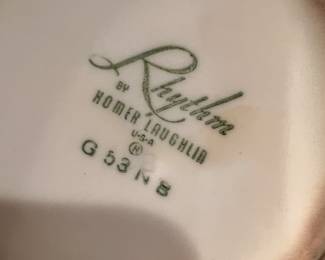 Rhythm
BY
HOMER LAUGHLIN
U.S.A
H
G 53 N 8